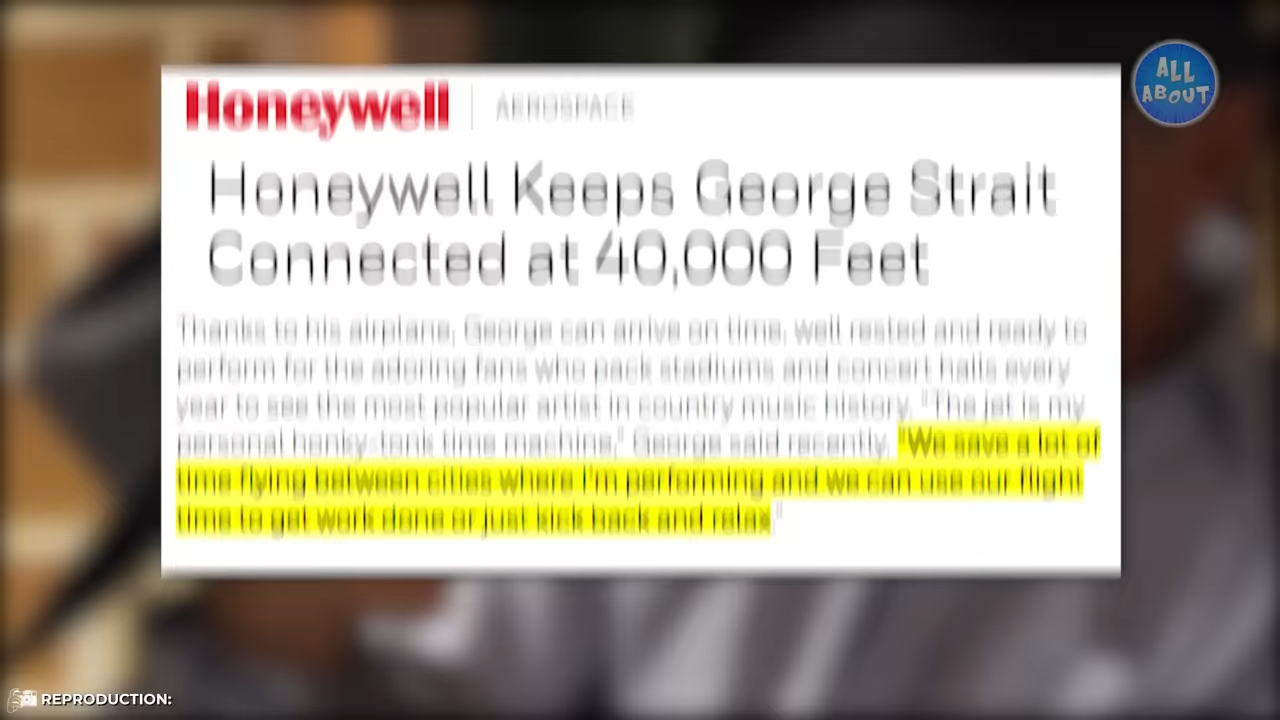 ALL
ABOUT
Honeywell | AEROSPACE
Honeywell Keeps George Strait
Connected at 40,000 Feet
Thanks to his airplane, George can arrive on time, well rested and ready to
perform for the adoring fans who pack stadiums and concert halls every
year to see the most popular artist in country music history. "The jet is my
personal honky-tonk time machine," George said recently. "We save a lot of
time flying between cities where I'm performing and we can use our flight
time to get work done or just kick back and relax."
REPRODUCTION: